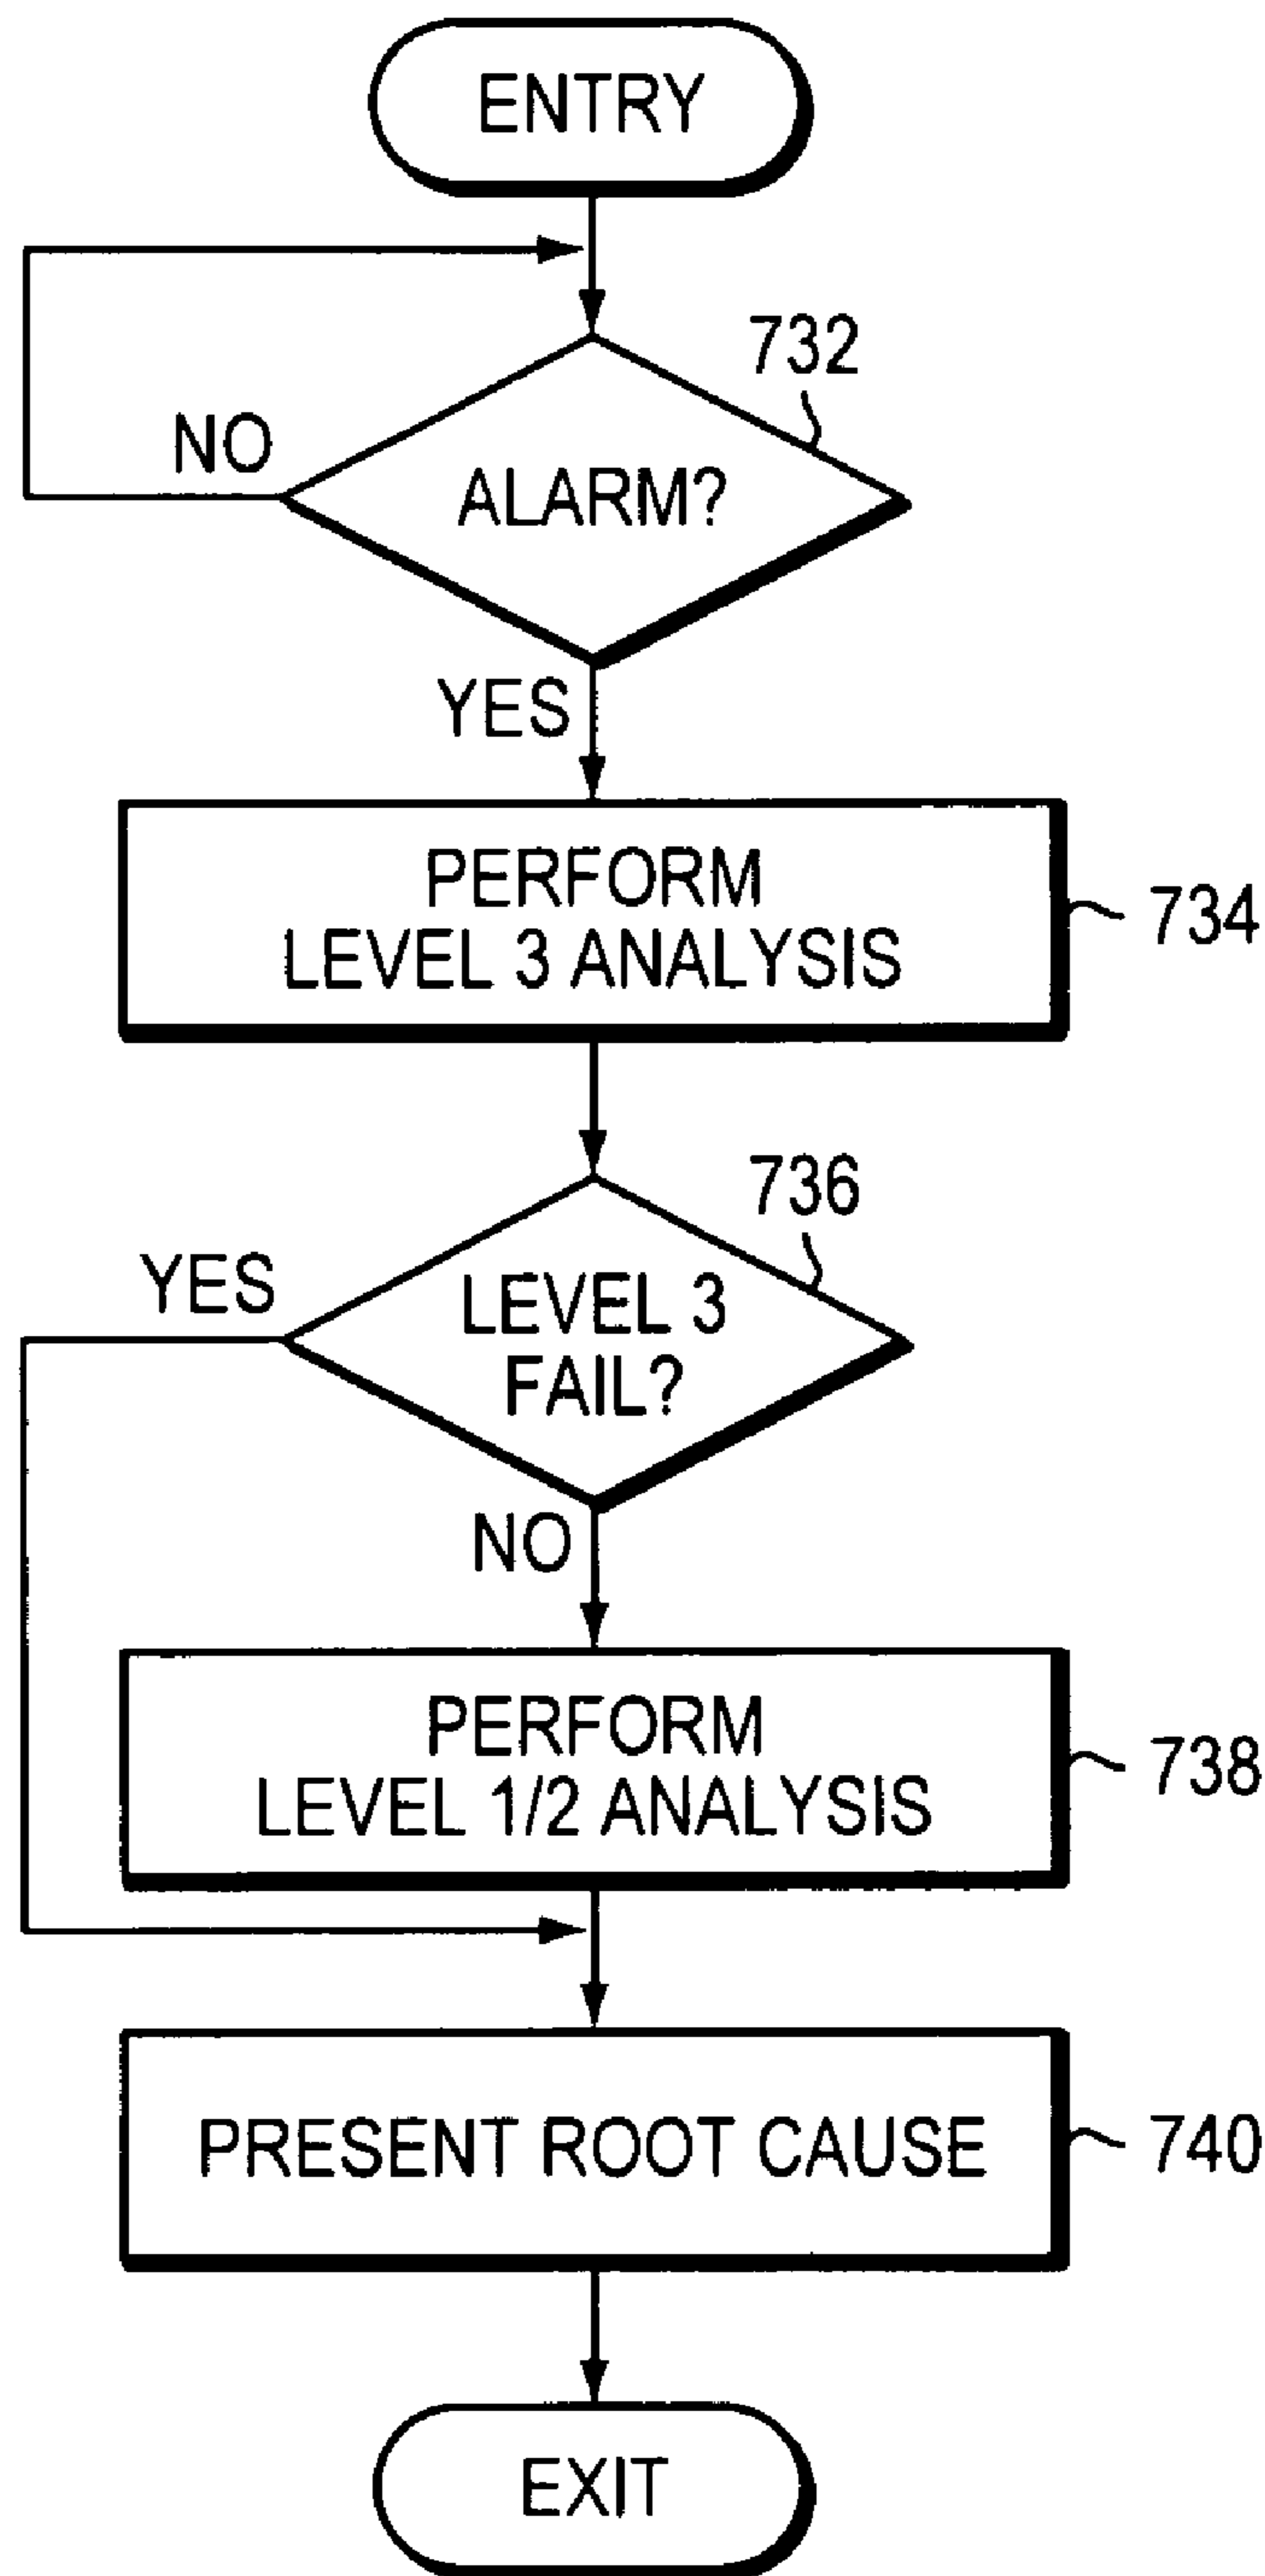 ENTRY
732
NO
ALARM?
YES
PERFORM
LEVEL 3 ANALYSIS
734
736
YES
LEVEL 3
FAIL?
NO
PERFORM
LEVEL 1/2 ANALYSIS
738
PRESENT ROOT CAUSE
740
EXIT